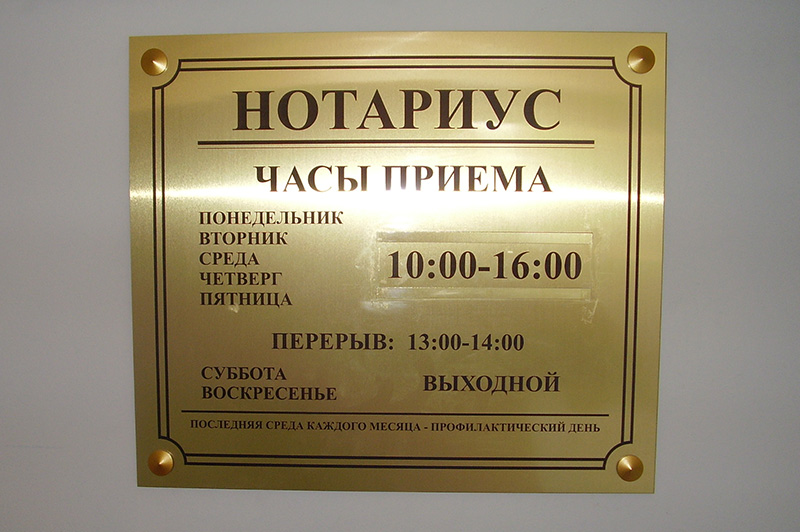 НОТАРИУС
ЧАСЫ ПРИЕМА
ПОНЕДЕЛЬНИК
ВТОРНИК
СРЕДА
ЧЕТВЕРГ
ПЯТНИЦА
10:00-16:00
ПЕРЕРЫВ: 13:00-14:00
СУББОТА
ВОСКРЕСЕНЬЕ
ВЫХОДНОЙ
ПОСЛЕДНЯЯ СРЕДА КАЖДОГО МЕСЯЦА - ПРОФИЛАКТИЧЕСКИЙ ДЕНЬ